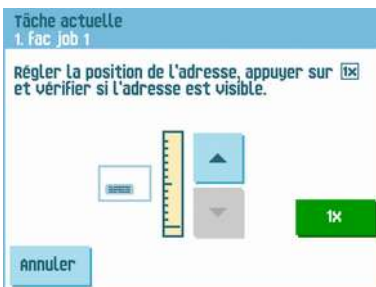 Tâche actuelle
1. Fac job 1
Régler la position de l'adresse, appuyer sur 1x
et vérifier si l'adresse est visible.
1x
Annuler